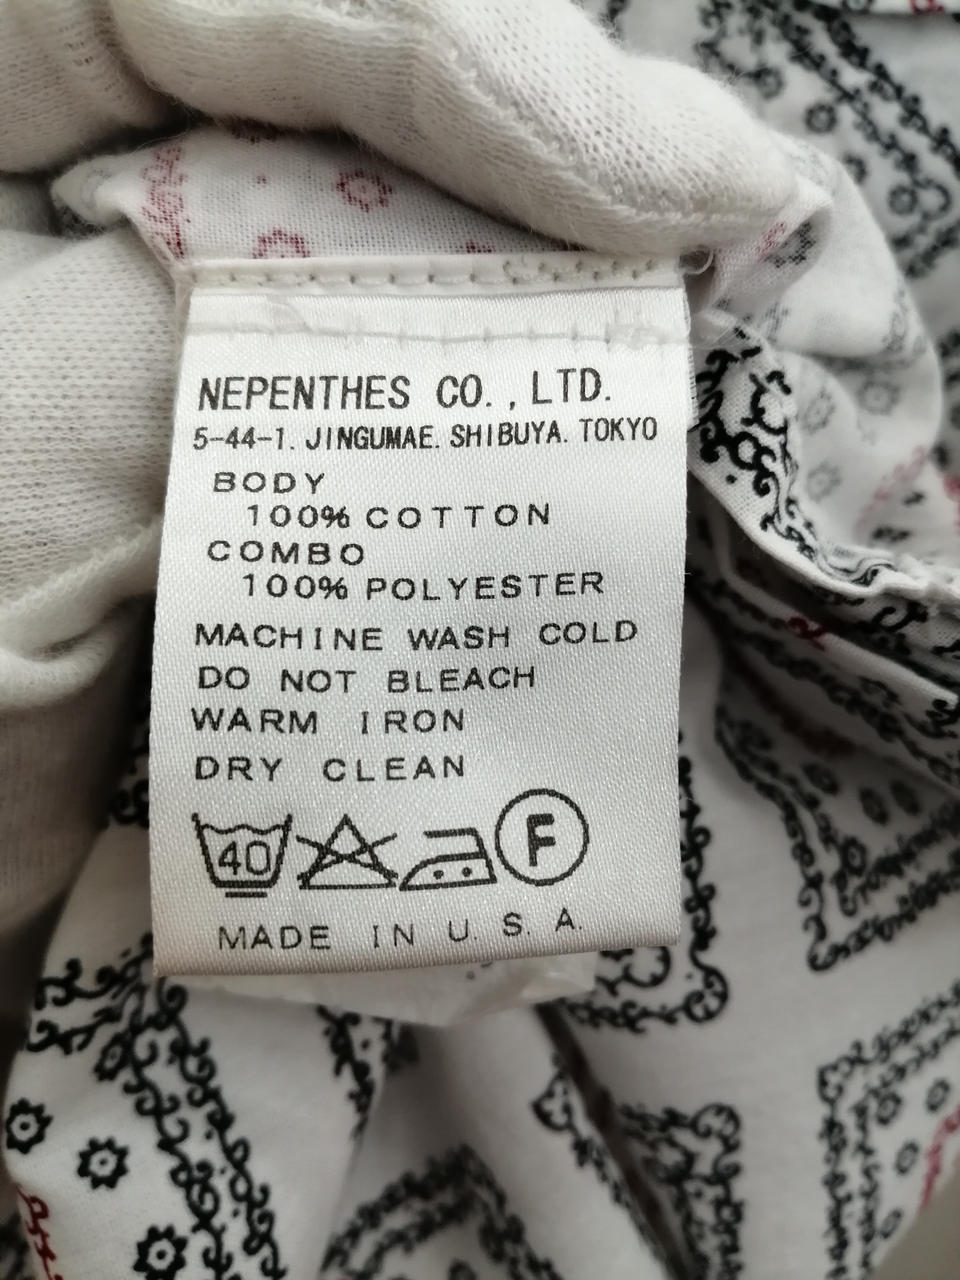 NEPENTHES CO., LTD.
5-44-1. JINGUMAE. SHIBUYA. TOKYO
BODY
100% COTTON
COMBO
100% POLYESTER
MACHINE WASH COLD
DO NOT BLEACH
WARM IRON
DRY CLEAN
40 F
MADE IN U. S. A.